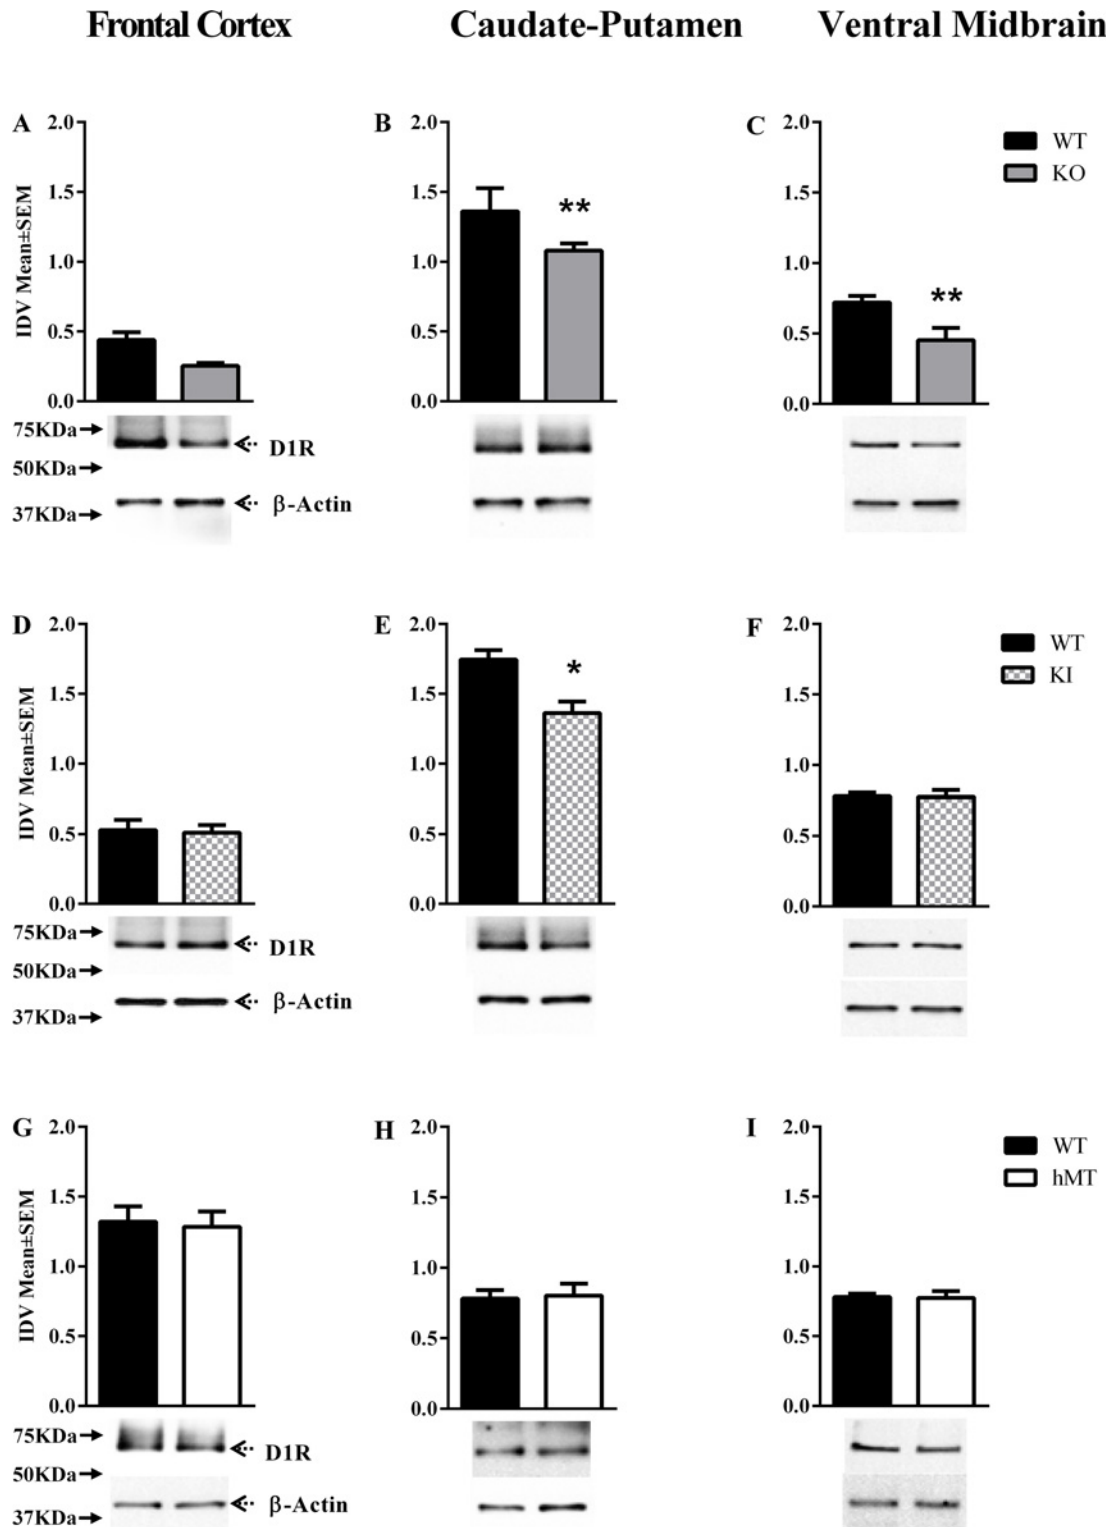 Frontal Cortex Caudate-Putamen Ventral Midbrain
A 2.0 B 2.0 C 2.0 WT
KO
1.5 1.5 1.5
** 
IDV Mean±SEM 1.0 1.0 1.0
**
0.5 0.5 0.5
0.0 0.0 0.0
75KDa
D1R
50KDa
β-Actin
37KDa
D 2.0 E 2.0 F 2.0 WT
* KI
1.5 1.5 1.5
IDV Mean±SEM 1.0 1.0 1.0
0.5 0.5 0.5
0.0 0.0 0.0
75KDa
D1R
50KDa
β-Actin
37KDa
G 2.0 H 2.0 I 2.0 WT
hMT
1.5 1.5 1.5
IDV Mean±SEM 1.0 1.0 1.0
0.5 0.5 0.5
0.0 0.0 0.0
75KDa
D1R
50KDa
β-Actin
37KDa